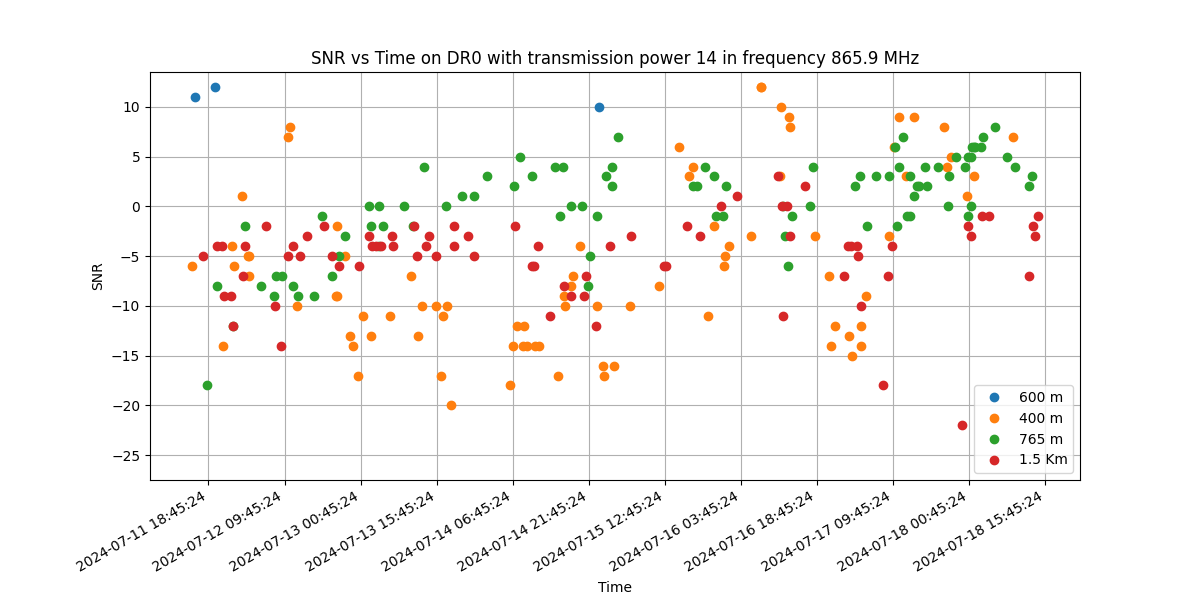 SNR vs Time on DR0 with transmission power 14 in frequency 865.9 MHz
10
5
0
−5
−10
−15
−20
−25
SNR
600 m
400 m
765 m
1.5 Km
2024-07-11 18:45:24
2024-07-12 09:45:24
2024-07-13 00:45:24
2024-07-13 15:45:24
2024-07-14 06:45:24
2024-07-14 21:45:24
2024-07-15 12:45:24
2024-07-16 03:45:24
2024-07-16 18:45:24
2024-07-17 09:45:24
2024-07-18 00:45:24
2024-07-18 15:45:24
Time